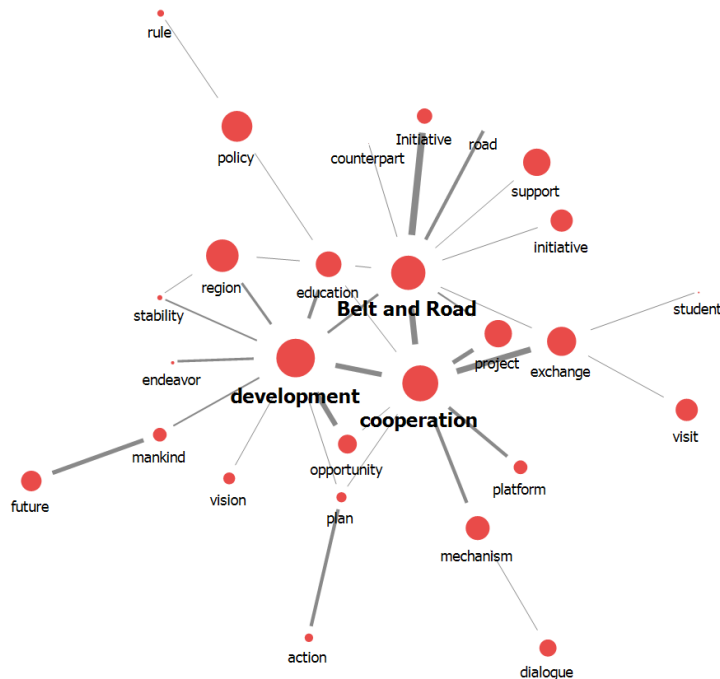 rule
policy
Initiative
road
counterpart
support
initiative
region
education
Belt and Road
stability
student
project
exchange
endeavor
development
cooperation
mankind
opportunity
visit
future
vision
platform
plan
mechanism
action
dialogue